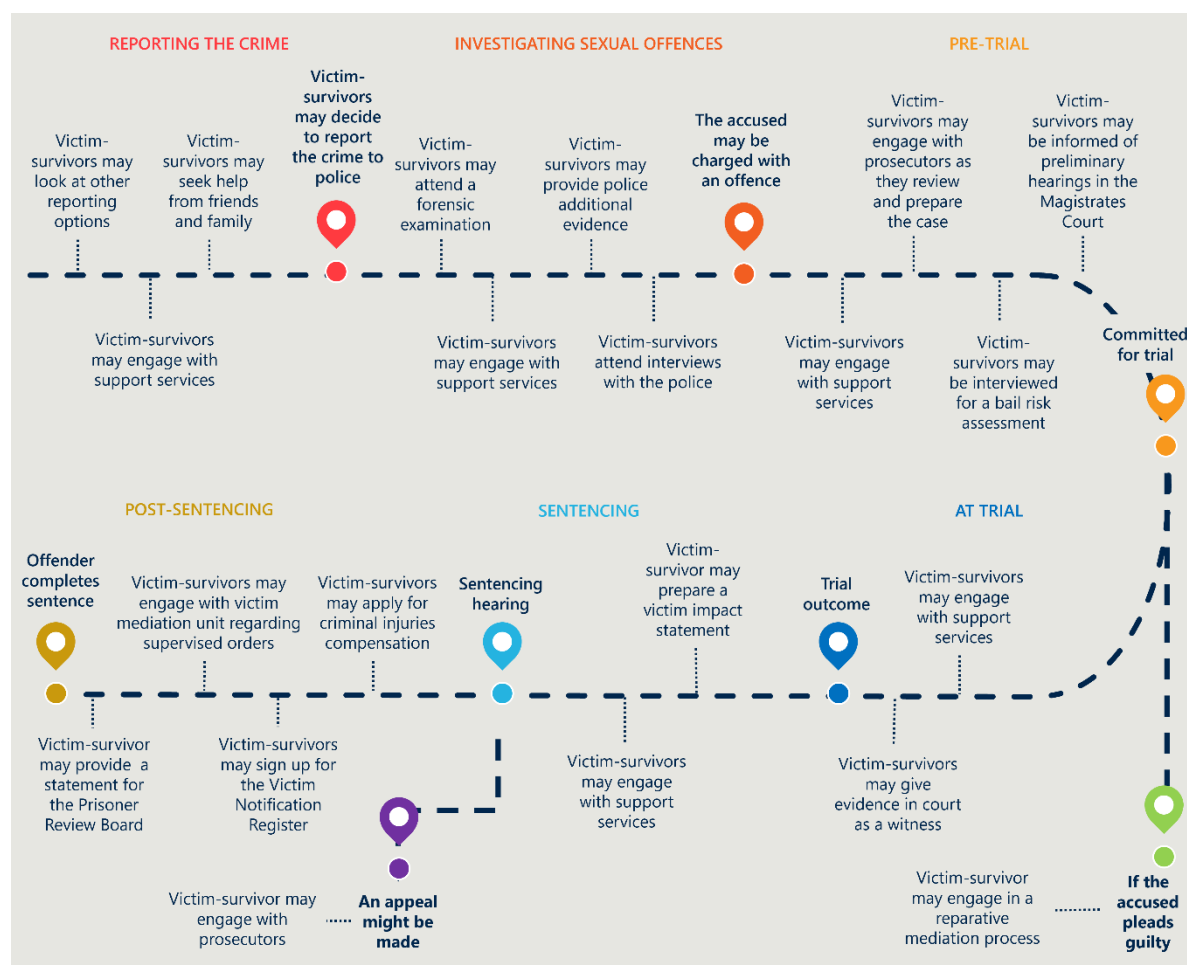 REPORTING THE CRIME
INVESTIGATING SEXUAL OFFENCES
PRE-TRIAL
Victim-
survivors may
look at other
reporting
options
Victim-
survivors may
seek help
from friends
and family
Victim-
survivors
may decide
to report
the crime to
police
Victim-
survivors may
attend a
forensic
examination
Victim-
survivors may
provide police
additional
evidence
The accused
may be
charged with
an offence
Victim-
survivors may
engage with
prosecutors as
they review
and prepare
the case
Victim-
survivors may
be informed of
preliminary
hearings in the
Magistrates
Court
Victim-survivors
may engage with
support services
Victim-survivors
may engage with
support services
Victim-survivors
attend interviews
with the police
Victim-survivors
may engage
with support
services
Victim-
survivors may
be interviewed
for a bail risk
assessment
Committed
for trial
POST-SENTENCING
SENTENCING
AT TRIAL
Offender
completes
sentence
Victim-survivors may
engage with victim
mediation unit regarding
supervised orders
Victim-survivors
may apply for
criminal injuries
compensation
Sentencing
hearing
Victim-
survivor may
prepare a
victim impact
statement
Trial
outcome
Victim-survivors
may engage
with support
services
Victim-survivor
may provide a
statement for
the Prisoner
Review Board
Victim-survivors
may sign up for
the Victim
Notification
Register
Victim-survivors
may engage
with support
services
Victim-survivors
may give
evidence in court
as a witness
Victim-survivor may
engage with
prosecutors
An appeal
might be
made
Victim-survivor
may engage in a
reparative
mediation process
If the
accused
pleads
guilty